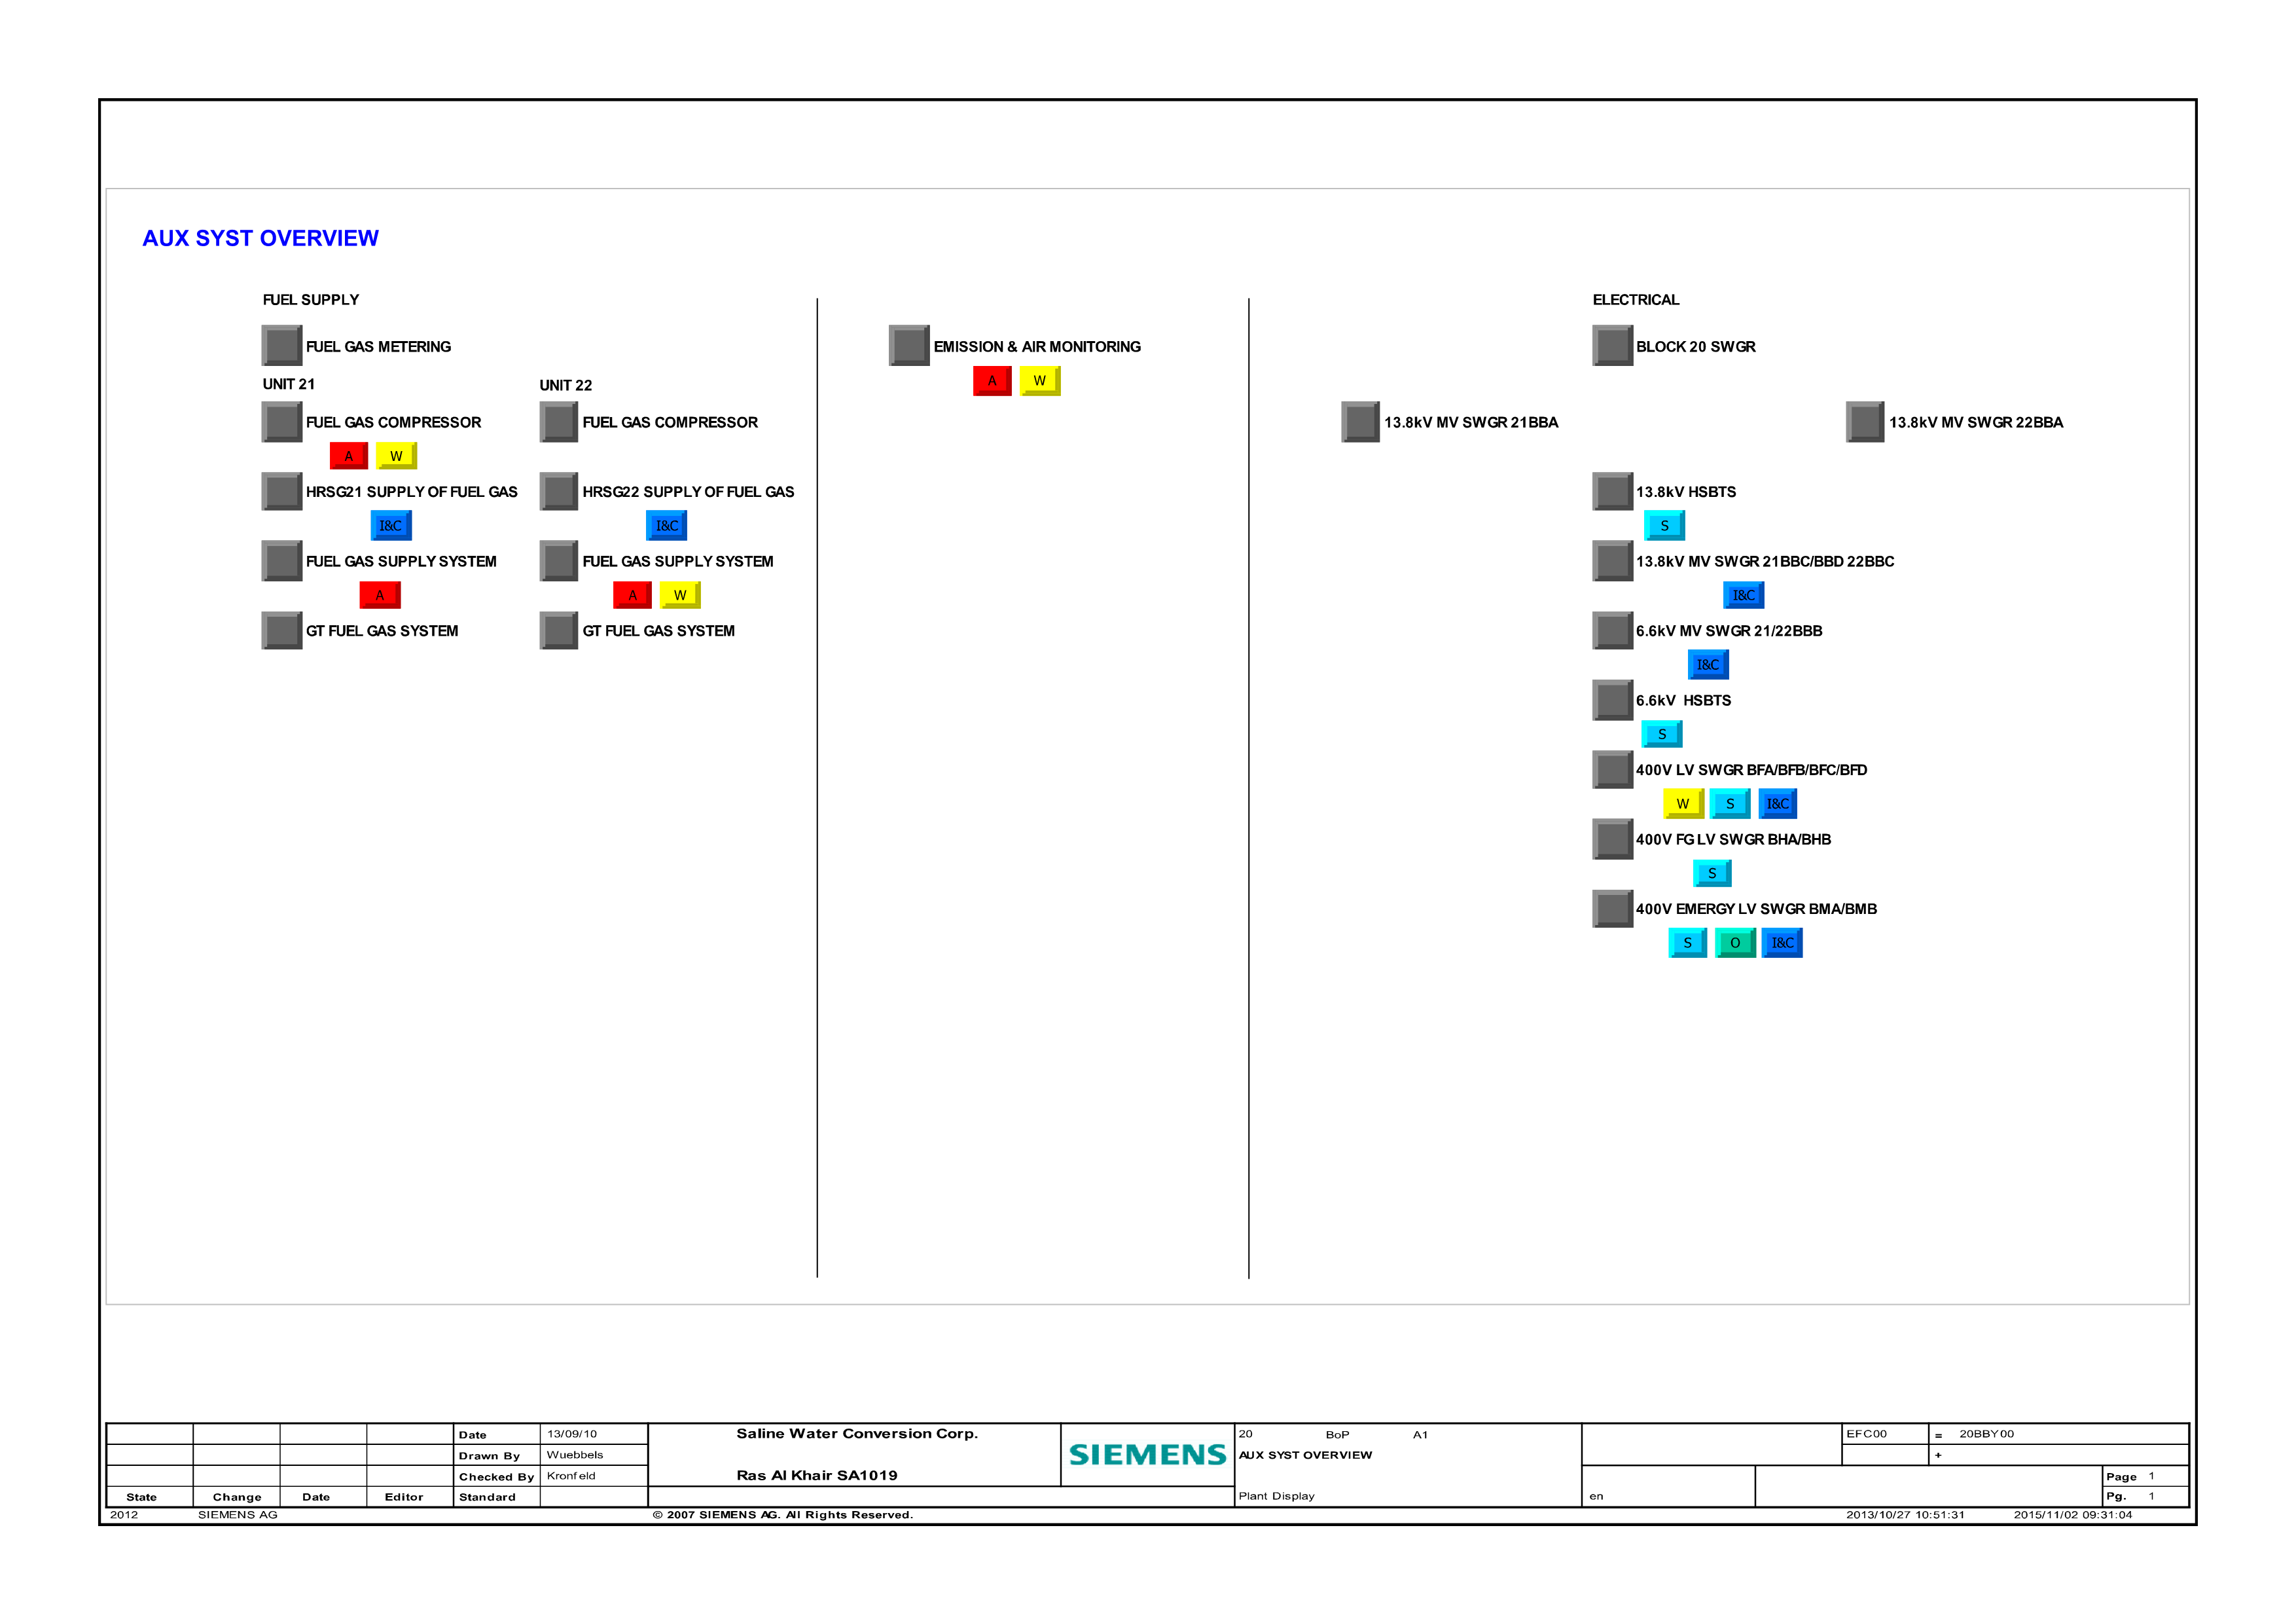 AUX SYST OVERVIEW
FUEL SUPPLY
FUEL GAS METERING
UNIT 21 UNIT 22
FUEL GAS COMPRESSOR FUEL GAS COMPRESSOR
A W
HRSG21 SUPPLY OF FUEL GAS HRSG22 SUPPLY OF FUEL GAS
I&C I&C
FUEL GAS SUPPLY SYSTEM FUEL GAS SUPPLY SYSTEM
A A W
GT FUEL GAS SYSTEM GT FUEL GAS SYSTEM
EMISSION & AIR MONITORING
A W
ELECTRICAL
BLOCK 20 SWGR
13.8kV MV SWGR 21BBA 13.8kV MV SWGR 22BBA
13.8kV HSBTS
S
13.8kV MV SWGR 21BBC/BBD 22BBC
I&C
6.6kV MV SWGR 21/22BBB
I&C
6.6kV HSBTS
S
400V LV SWGR BFA/BFB/BFC/BFD
W S I&C
400V FG LV SWGR BHA/BHB
S
400V EMERGY LV SWGR BMA/BMB
S O I&C
Date 13/09/10
Drawn By Wuebbels
Checked By Kronfeld
State Change Date Editor Standard
Saline Water Conversion Corp.
Ras Al Khair SA1019
SIEMENS
20 BoP A1
AUX SYST OVERVIEW
Plant Display
en
EFC00 = 20BBY00
+
Page 1
Pg. 1
2012 SIEMENS AG © 2007 SIEMENS AG. All Rights Reserved. 2013/10/27 10:51:31 2015/11/02 09:31:04